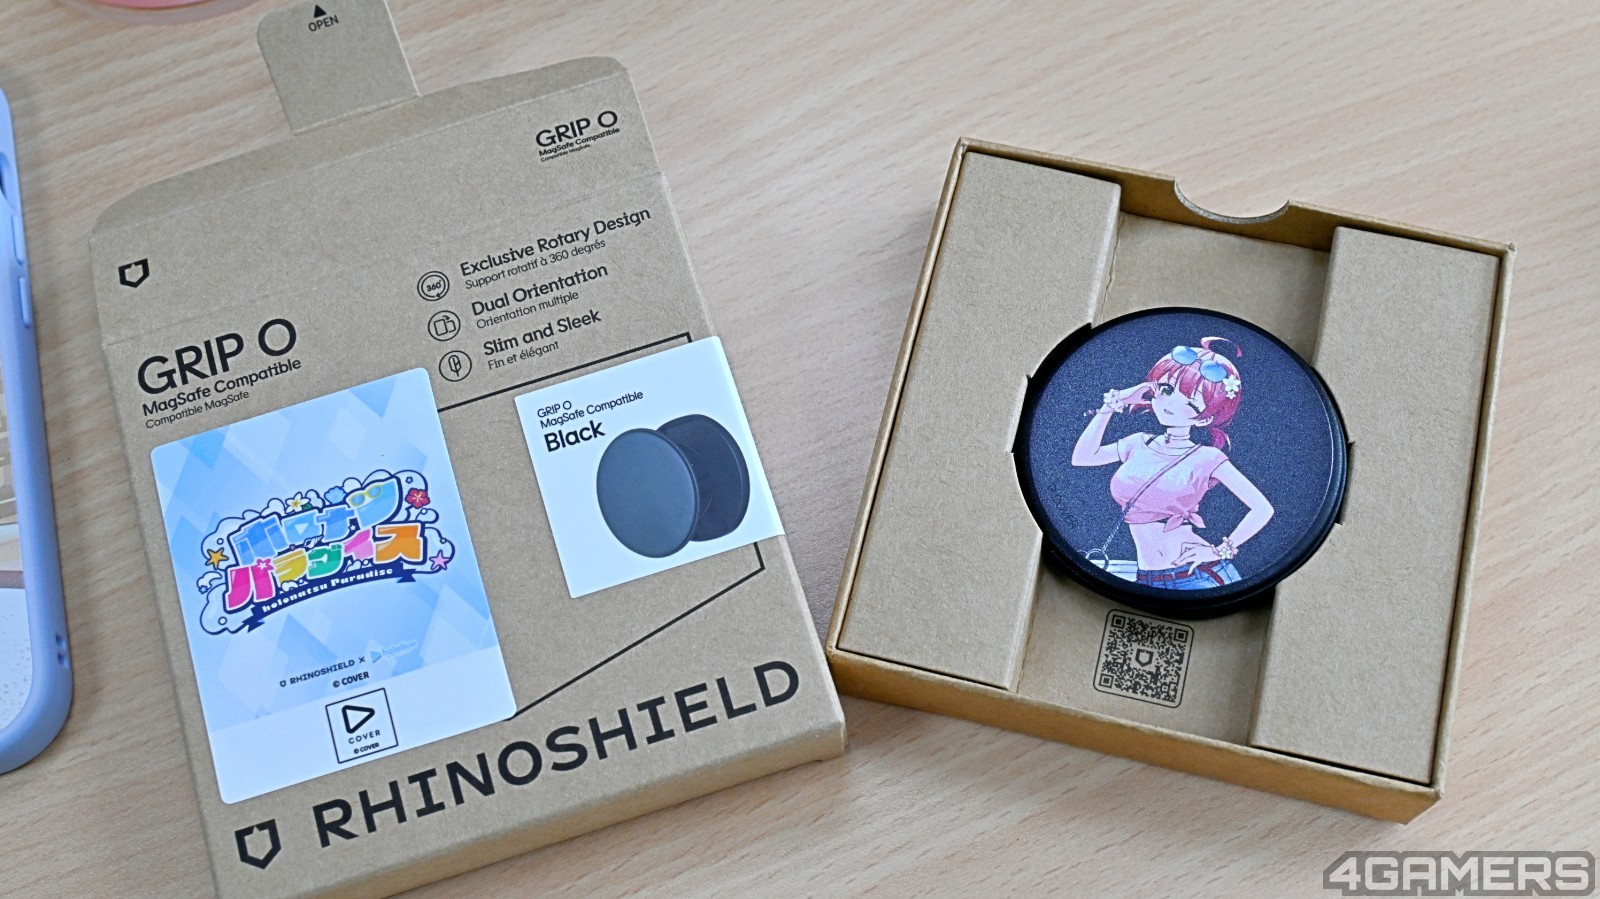 OPEN
GRIP O
MagSafe Compatible
Compatible MagSafe
360°
Exclusive Rotary Design
Support rotatif à 360 degrés
Dual Orientation
Orientation multiple
Slim and Sleek
Fin et élégant
GRIP O
MagSafe Compatible
Compatible MagSafe
GRIP O
MagSafe Compatible
Black
ホロナツ
パラダイス
holonatsu Paradise
RHINOSHIELD X hololive
© COVER
COVER
© COVER
RHINOSHIELD
4GAMERS